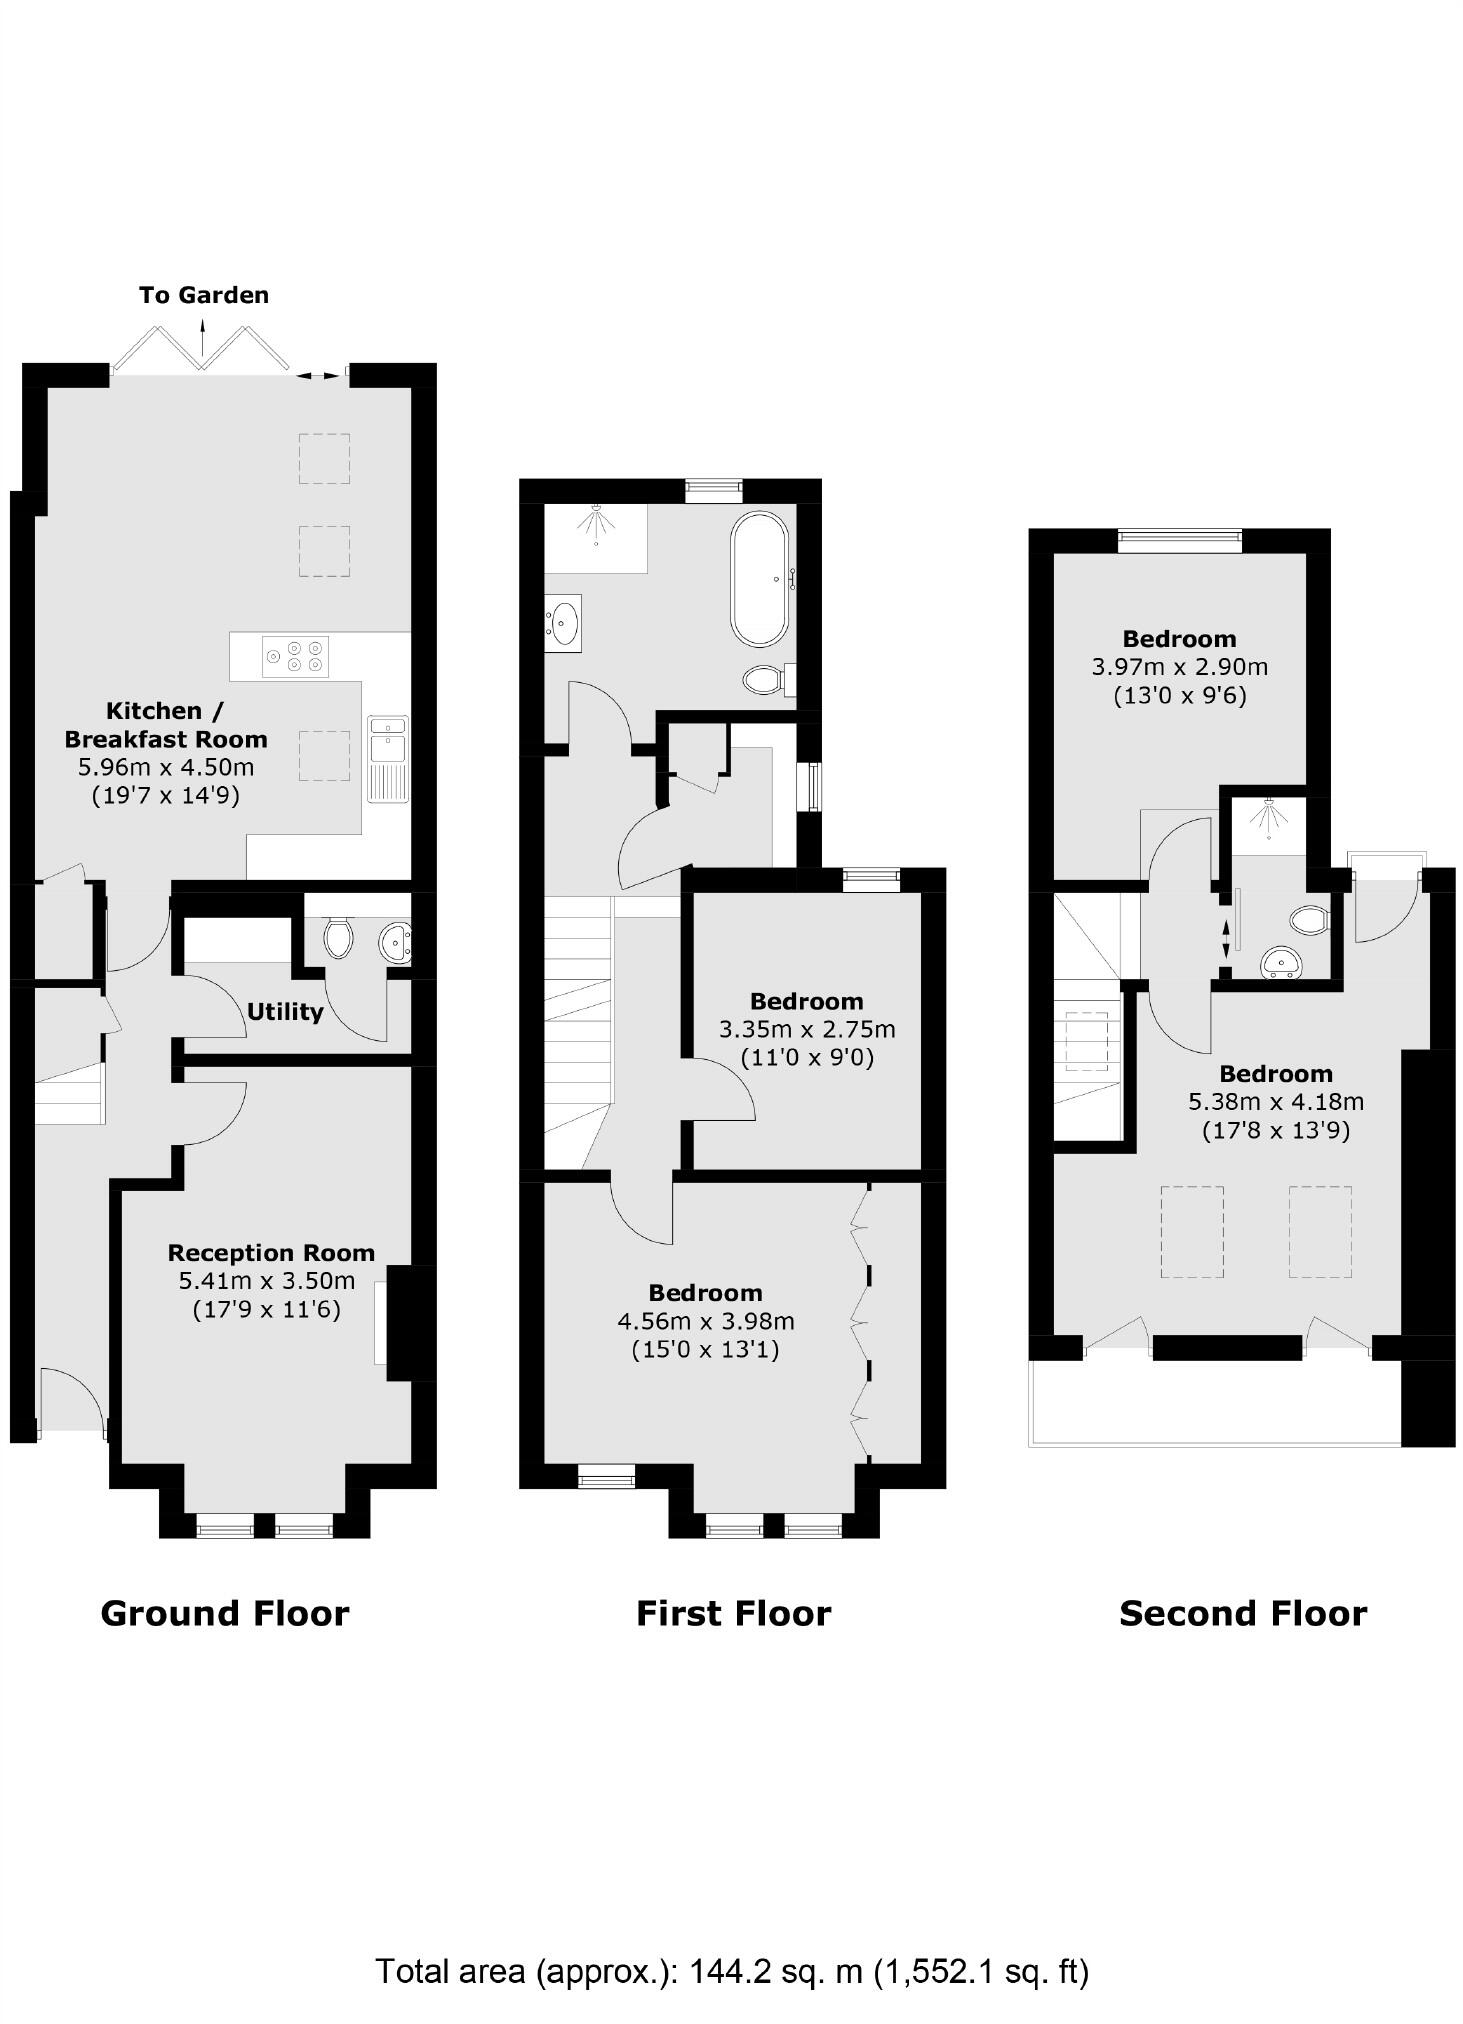 To Garden
Kitchen /
Breakfast Room
5.96m x 4.50m
(19'7 x 14'9)
Utility
Reception Room
5.41m x 3.50m
(17'9 x 11'6)
Ground Floor
Bedroom
3.35m x 2.75m
(11'0 x 9'0)
Bedroom
4.56m x 3.98m
(15'0 x 13'1)
First Floor
Bedroom
3.97m x 2.90m
(13'0 x 9'6)
Bedroom
5.38m x 4.18m
(17'8 x 13'9)
Second Floor
Total area (approx.): 144.2 sq. m (1,552.1 sq. ft)